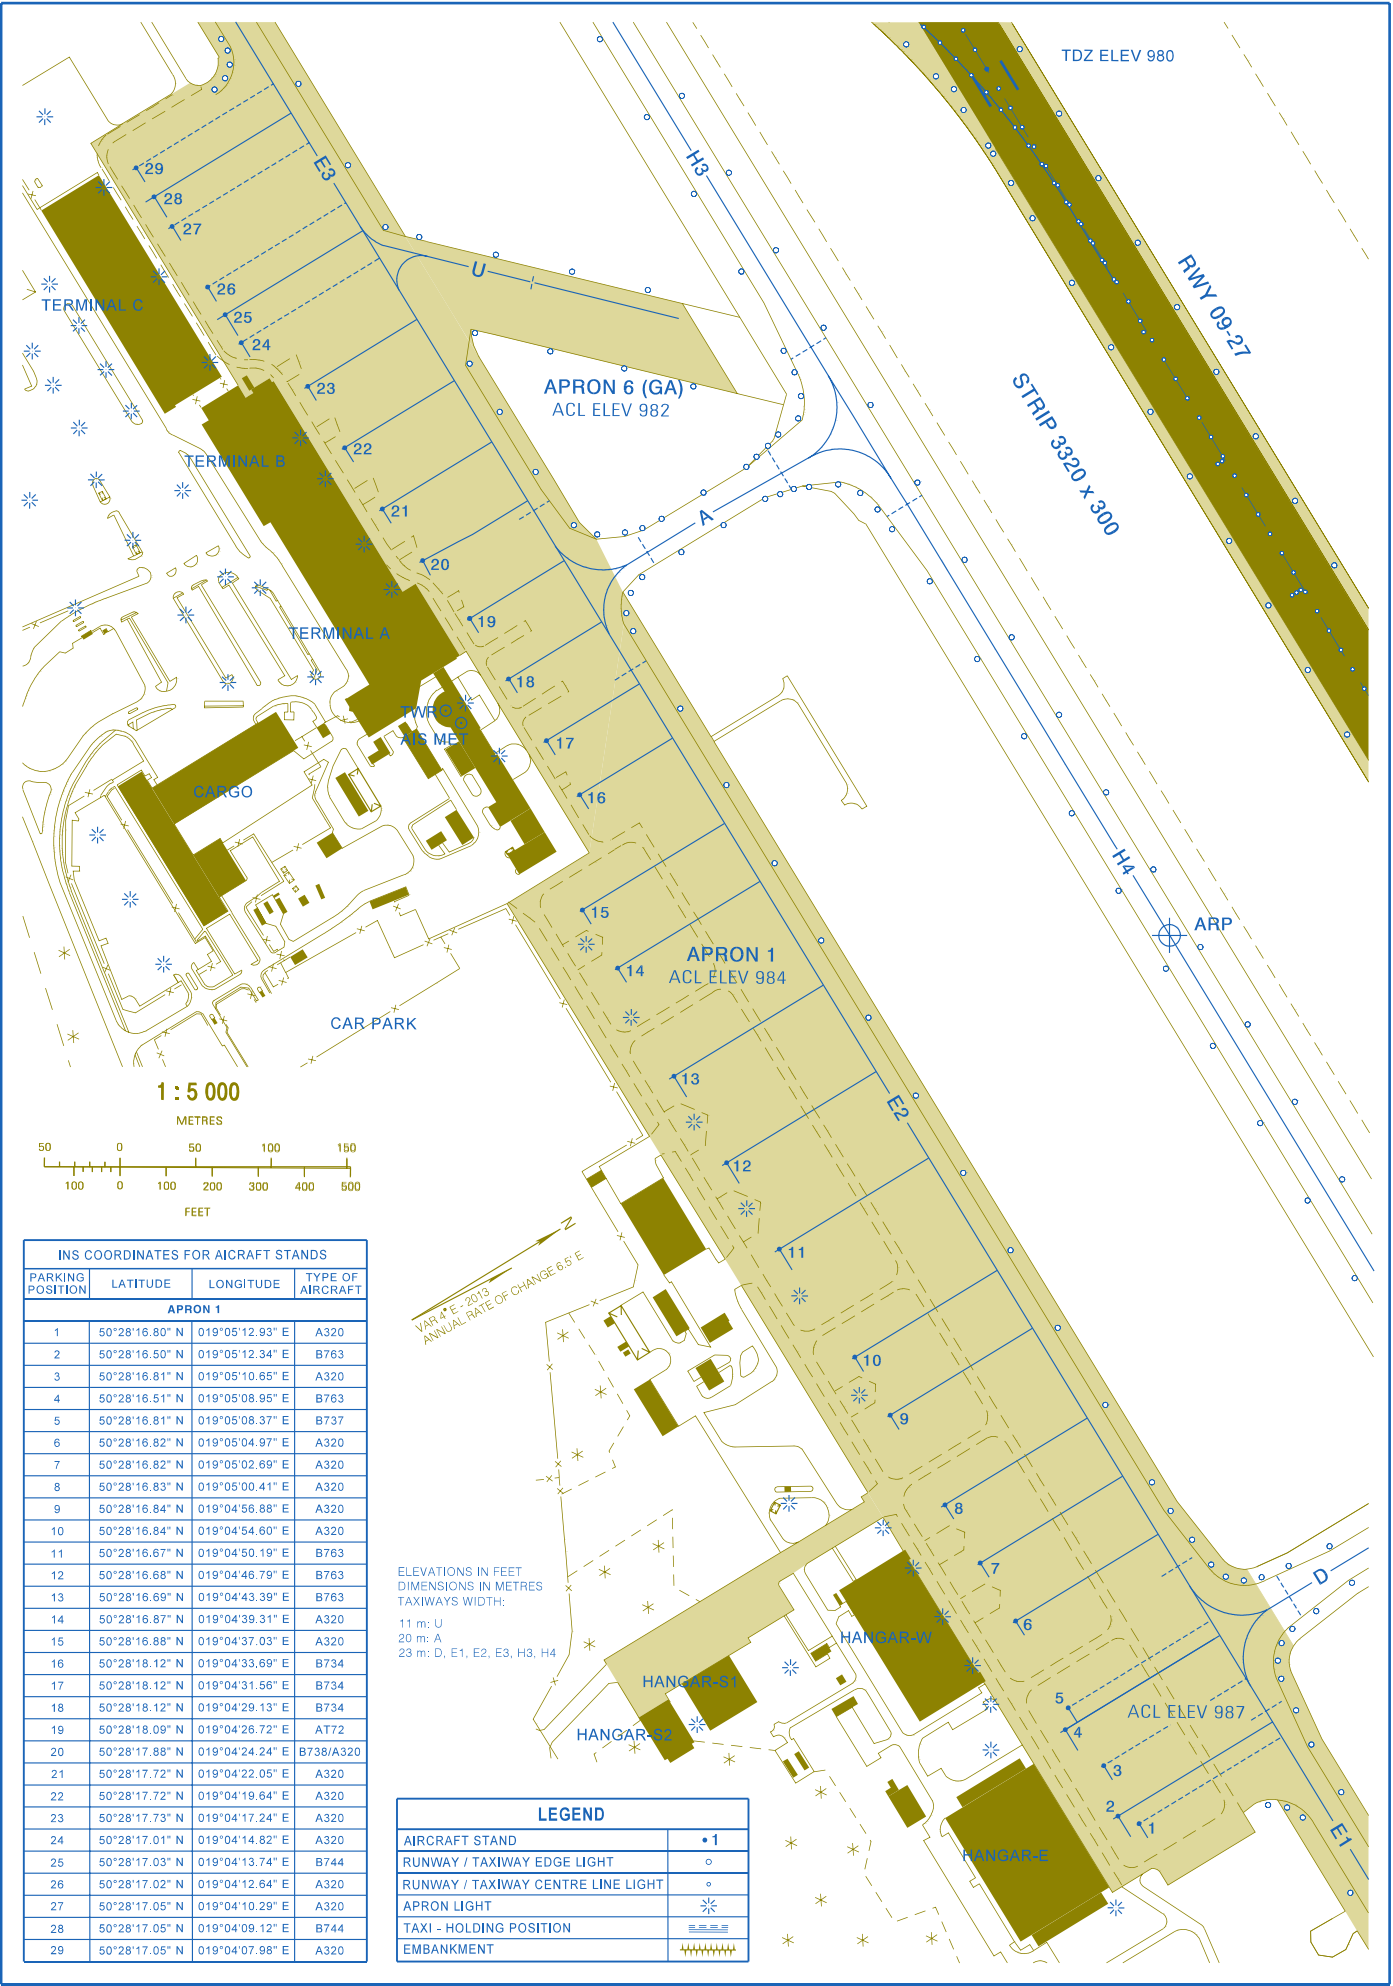 TDZ ELEV 980
E3
H3
29
28
27
RWY 09-27
U
26
TERMINAL C
25
24
23
APRON 6 (GA)
ACL ELEV 982
STRIP 3320 x 300
22
TERMINAL B
21
A
20
19
TERMINAL A
18
TWR
AIS MET
17
CARGO
16
H4
15
ARP
APRON 1
ACL ELEV 984
14
CAR PARK
13
E2
12
11
10
9
8
7
6
D
5
4
ACL ELEV 987
3
2
1
E1
HANGAR-W
HANGAR-S1
HANGAR-S2
HANGAR-E
1 : 5 000
METRES
50 0 50 100 150
100 0 100 200 300 400 500
FEET
N
VAR 4° E - 2013
ANNUAL RATE OF CHANGE 6.5' E
INS COORDINATES FOR AICRAFT STANDS
PARKING POSITION LATITUDE LONGITUDE TYPE OF AIRCRAFT
APRON 1
1 50°28'16.80" N 019°05'12.93" E A320
2 50°28'16.50" N 019°05'12.34" E B763
3 50°28'16.81" N 019°05'10.65" E A320
4 50°28'16.51" N 019°05'08.95" E B763
5 50°28'16.81" N 019°05'08.37" E B737
6 50°28'16.82" N 019°05'04.97" E A320
7 50°28'16.82" N 019°05'02.69" E A320
8 50°28'16.83" N 019°05'00.41" E A320
9 50°28'16.84" N 019°04'56.88" E A320
10 50°28'16.84" N 019°04'54.60" E A320
11 50°28'16.67" N 019°04'50.19" E B763
12 50°28'16.68" N 019°04'46.79" E B763
13 50°28'16.69" N 019°04'43.39" E B763
14 50°28'16.87" N 019°04'39.31" E A320
15 50°28'16.88" N 019°04'37.03" E A320
16 50°28'18.12" N 019°04'33.69" E B734
17 50°28'18.12" N 019°04'31.56" E B734
18 50°28'18.12" N 019°04'29.13" E B734
19 50°28'18.09" N 019°04'26.72" E AT72
20 50°28'17.88" N 019°04'24.24" E B738/A320
21 50°28'17.72" N 019°04'22.05" E A320
22 50°28'17.72" N 019°04'19.64" E A320
23 50°28'17.73" N 019°04'17.24" E A320
24 50°28'17.01" N 019°04'14.82" E A320
25 50°28'17.03" N 019°04'13.74" E B744
26 50°28'17.02" N 019°04'12.64" E A320
27 50°28'17.05" N 019°04'10.29" E A320
28 50°28'17.05" N 019°04'09.12" E B744
29 50°28'17.05" N 019°04'07.98" E A320
ELEVATIONS IN FEET
DIMENSIONS IN METRES
TAXIWAYS WIDTH:
11 m: U
20 m: A
23 m: D, E1, E2, E3, H3, H4
LEGEND
AIRCRAFT STAND 1
RUNWAY / TAXIWAY EDGE LIGHT
RUNWAY / TAXIWAY CENTRE LINE LIGHT
APRON LIGHT
TAXI - HOLDING POSITION
EMBANKMENT